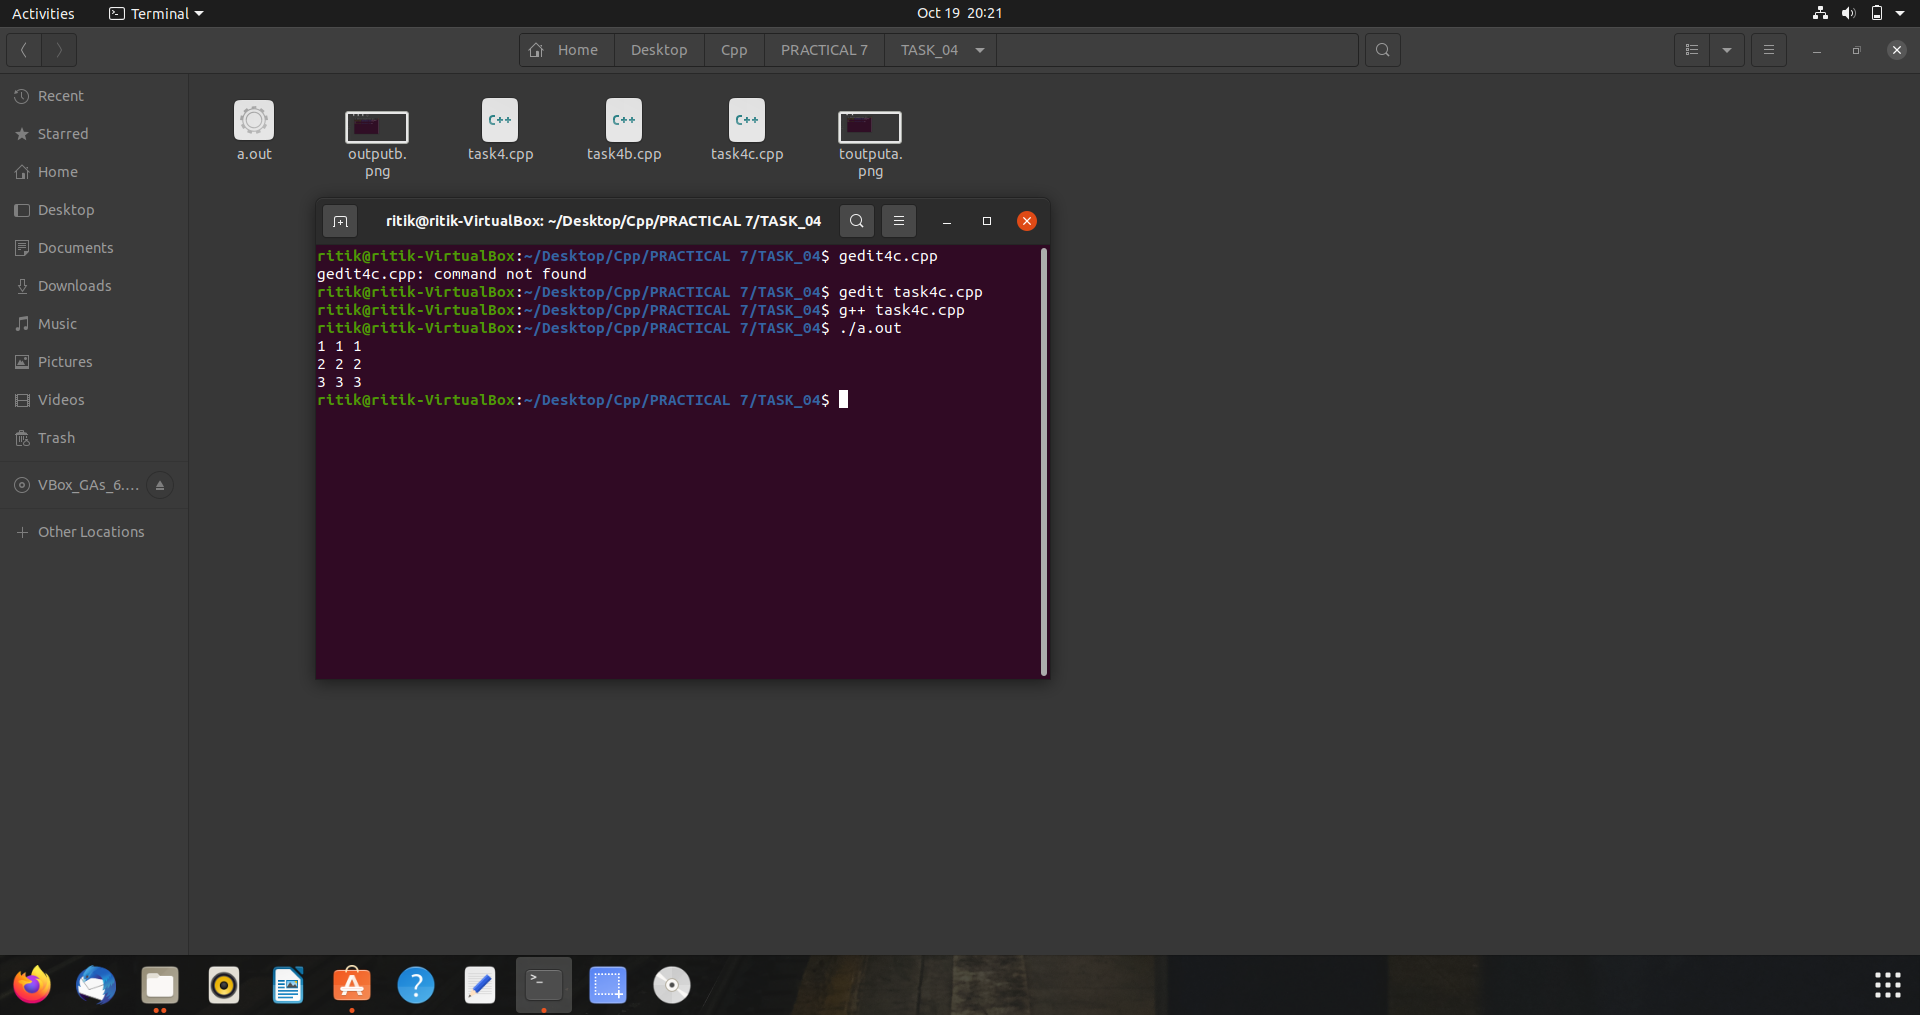 Activities
Terminal
Oct 19 20:21
Home
Desktop
Cpp
PRACTICAL 7
TASK_04
Recent
Starred
Home
Desktop
Documents
Downloads
Music
Pictures
Videos
Trash
VBox_GAs_6....
Other Locations
a.out
outputb.
png
C++
task4.cpp
C++
task4b.cpp
C++
task4c.cpp
toutputa.
png
ritik@ritik-VirtualBox: ~/Desktop/Cpp/PRACTICAL 7/TASK_04
ritik@ritik-VirtualBox:~/Desktop/Cpp/PRACTICAL 7/TASK_04$ gedit4c.cpp
gedit4c.cpp: command not found
ritik@ritik-VirtualBox:~/Desktop/Cpp/PRACTICAL 7/TASK_04$ gedit task4c.cpp
ritik@ritik-VirtualBox:~/Desktop/Cpp/PRACTICAL 7/TASK_04$ g++ task4c.cpp
ritik@ritik-VirtualBox:~/Desktop/Cpp/PRACTICAL 7/TASK_04$ ./a.out
1 1 1
2 2 2
3 3 3
ritik@ritik-VirtualBox:~/Desktop/Cpp/PRACTICAL 7/TASK_04$